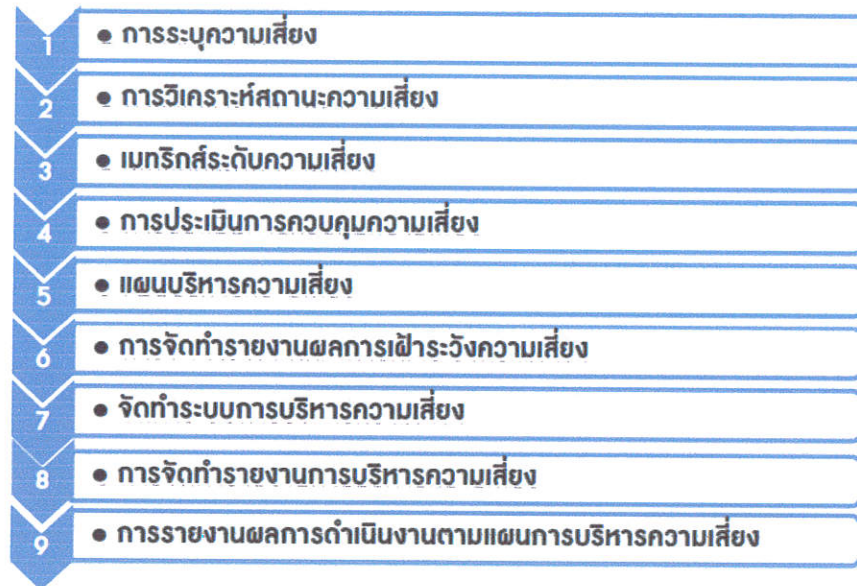 1 ● การระบุความเสี่ยง
2 ● การวิเคราะห์สถานะความเสี่ยง
3 ● เมทริกส์ระดับความเสี่ยง
4 ● การประเมินการควบคุมความเสี่ยง
5 ● แผนบริหารความเสี่ยง
6 ● การจัดทำรายงานผลการเฝ้าระวังความเสี่ยง
7 ● จัดทำระบบการบริหารความเสี่ยง
8 ● การจัดทำรายงานการบริหารความเสี่ยง
9 ● การรายงานผลการดำเนินงานตามแผนการบริหารความเสี่ยง